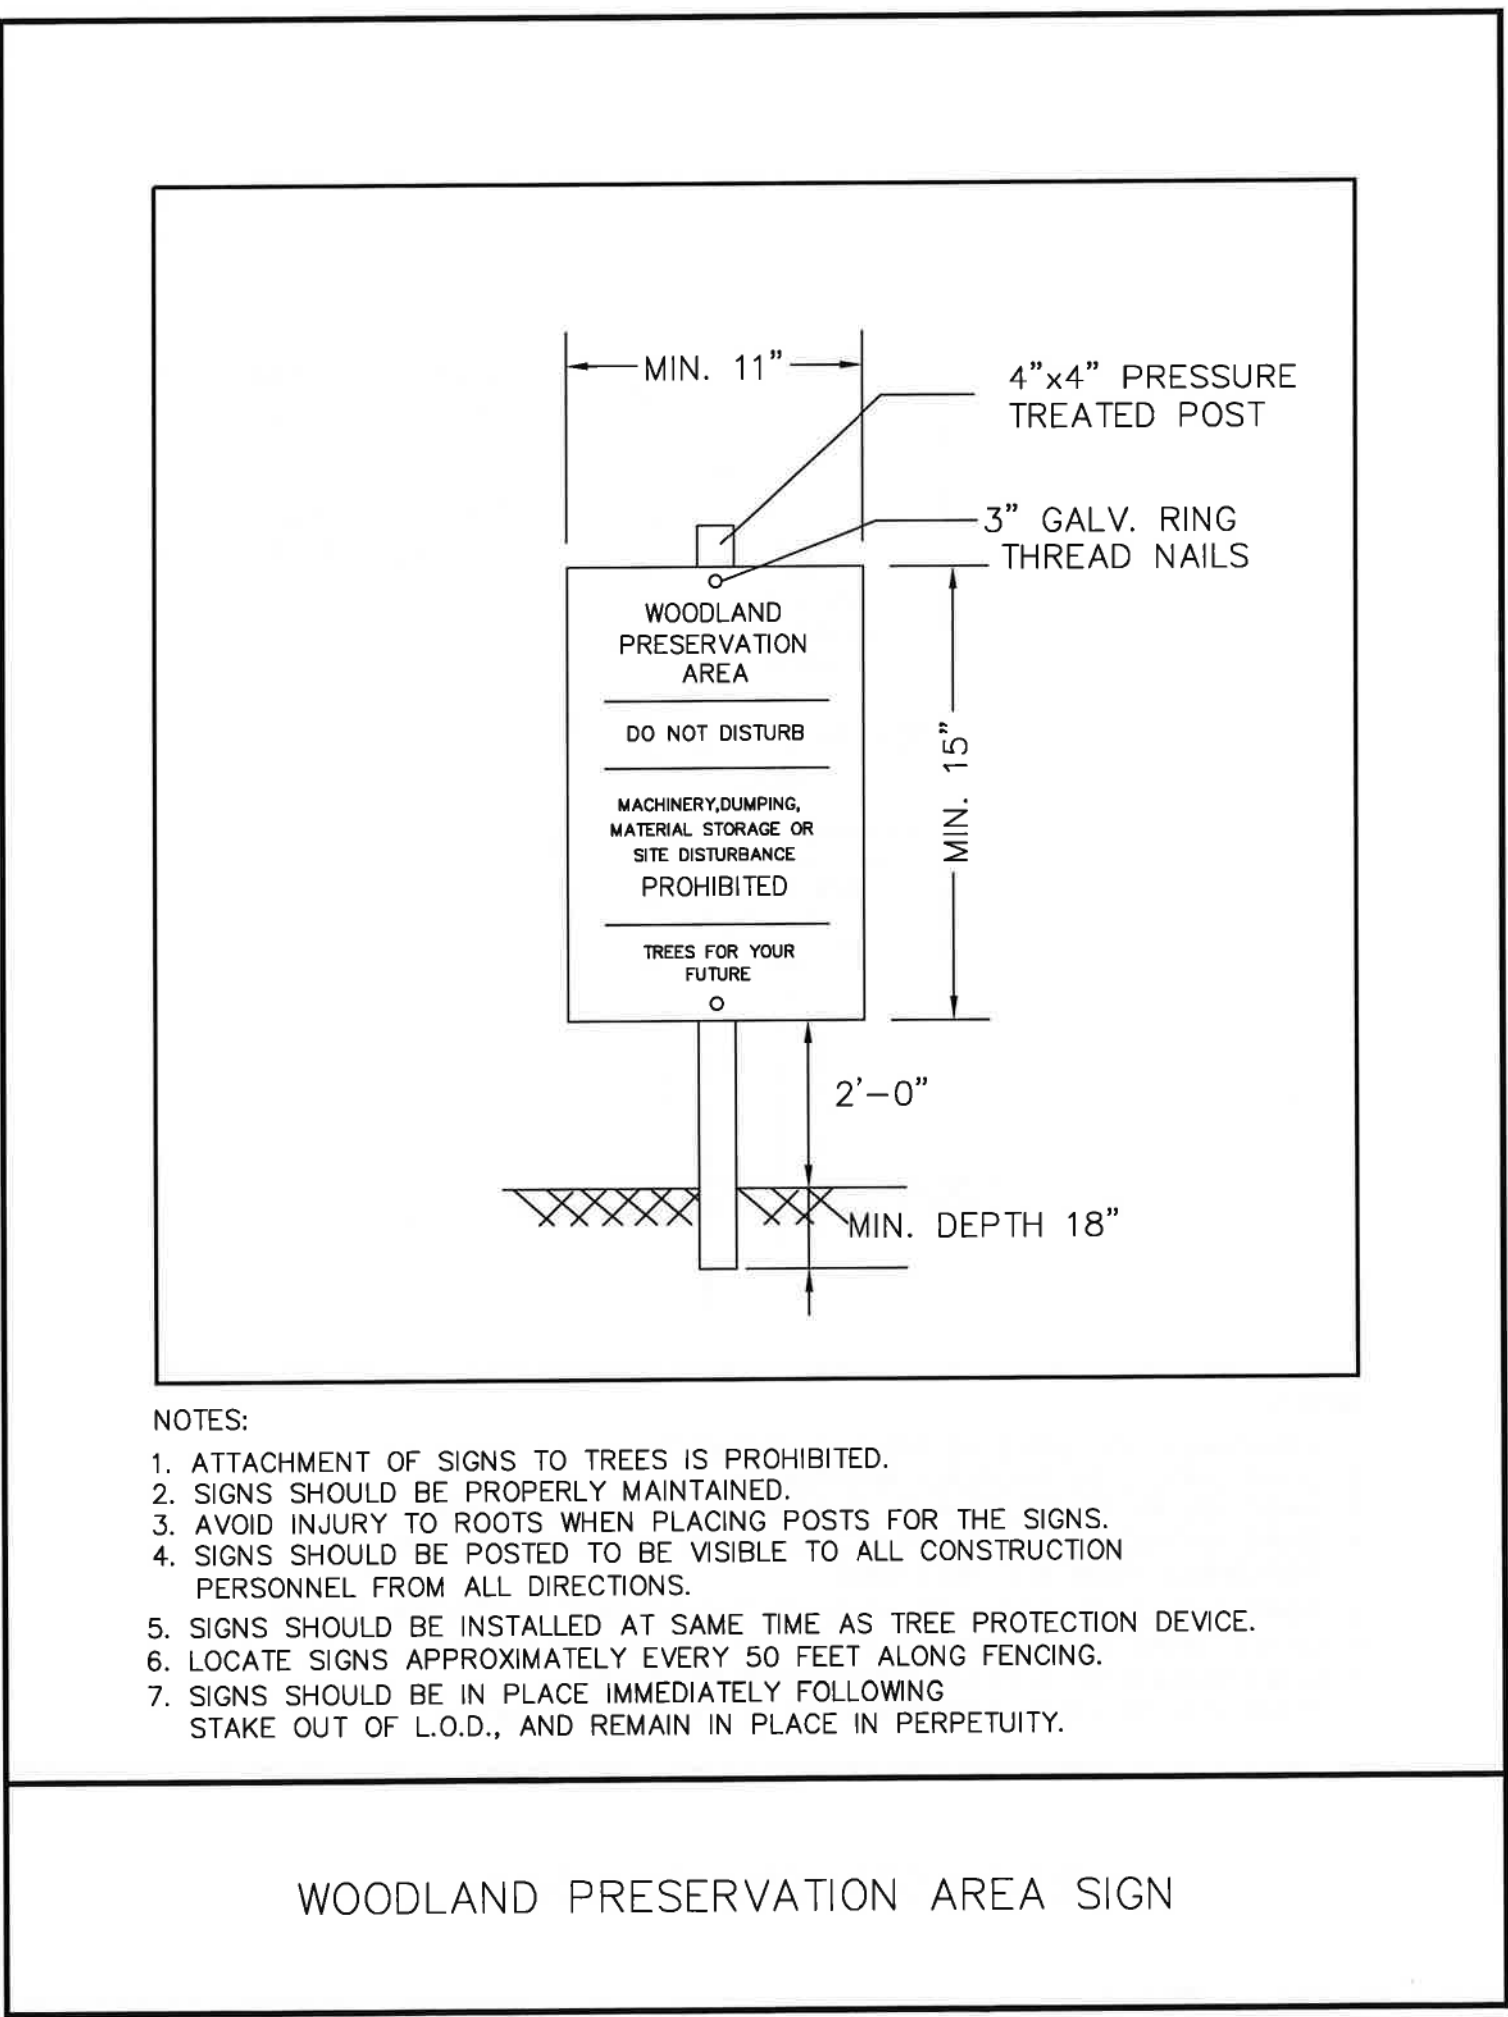 MIN. 11”
4”x4” PRESSURE
TREATED POST
3” GALV. RING
THREAD NAILS
WOODLAND
PRESERVATION
AREA
DO NOT DISTURB
MACHINERY,DUMPING,
MATERIAL STORAGE OR
SITE DISTURBANCE
PROHIBITED
TREES FOR YOUR
FUTURE
MIN. 15”
2’-0”
MIN. DEPTH 18”
NOTES:
1. ATTACHMENT OF SIGNS TO TREES IS PROHIBITED.
2. SIGNS SHOULD BE PROPERLY MAINTAINED.
3. AVOID INJURY TO ROOTS WHEN PLACING POSTS FOR THE SIGNS.
4. SIGNS SHOULD BE POSTED TO BE VISIBLE TO ALL CONSTRUCTION
PERSONNEL FROM ALL DIRECTIONS.
5. SIGNS SHOULD BE INSTALLED AT SAME TIME AS TREE PROTECTION DEVICE.
6. LOCATE SIGNS APPROXIMATELY EVERY 50 FEET ALONG FENCING.
7. SIGNS SHOULD BE IN PLACE IMMEDIATELY FOLLOWING
STAKE OUT OF L.O.D., AND REMAIN IN PLACE IN PERPETUITY.
WOODLAND PRESERVATION AREA SIGN